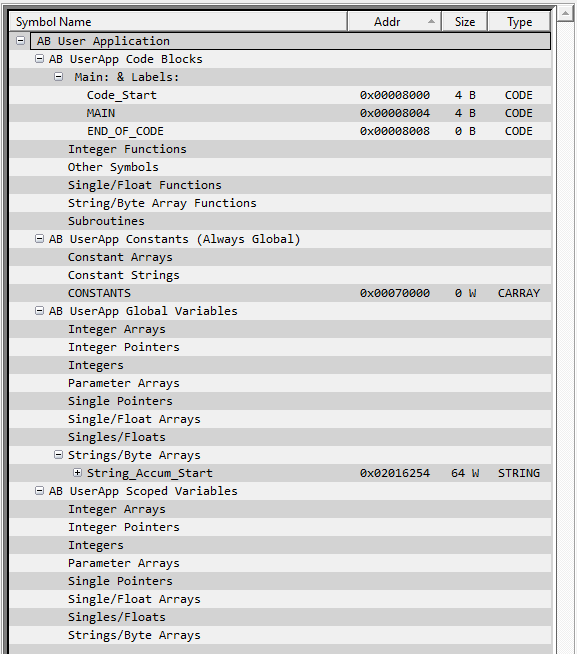 Symbol Name Addr Size Type
AB User Application
AB UserApp Code Blocks
Main: & Labels:
Code_Start 0x00008000 4 B CODE
MAIN 0x00008004 4 B CODE
END_OF_CODE 0x00008008 0 B CODE
Integer Functions
Other Symbols
Single/Float Functions
String/Byte Array Functions
Subroutines
AB UserApp Constants (Always Global)
Constant Arrays
Constant Strings
CONSTANTS 0x00070000 0 W CARRAY
AB UserApp Global Variables
Integer Arrays
Integer Pointers
Integers
Parameter Arrays
Single Pointers
Single/Float Arrays
Singles/Floats
Strings/Byte Arrays
String_Accum_Start 0x02016254 64 W STRING
AB UserApp Scoped Variables
Integer Arrays
Integer Pointers
Integers
Parameter Arrays
Single Pointers
Single/Float Arrays
Singles/Floats
Strings/Byte Arrays